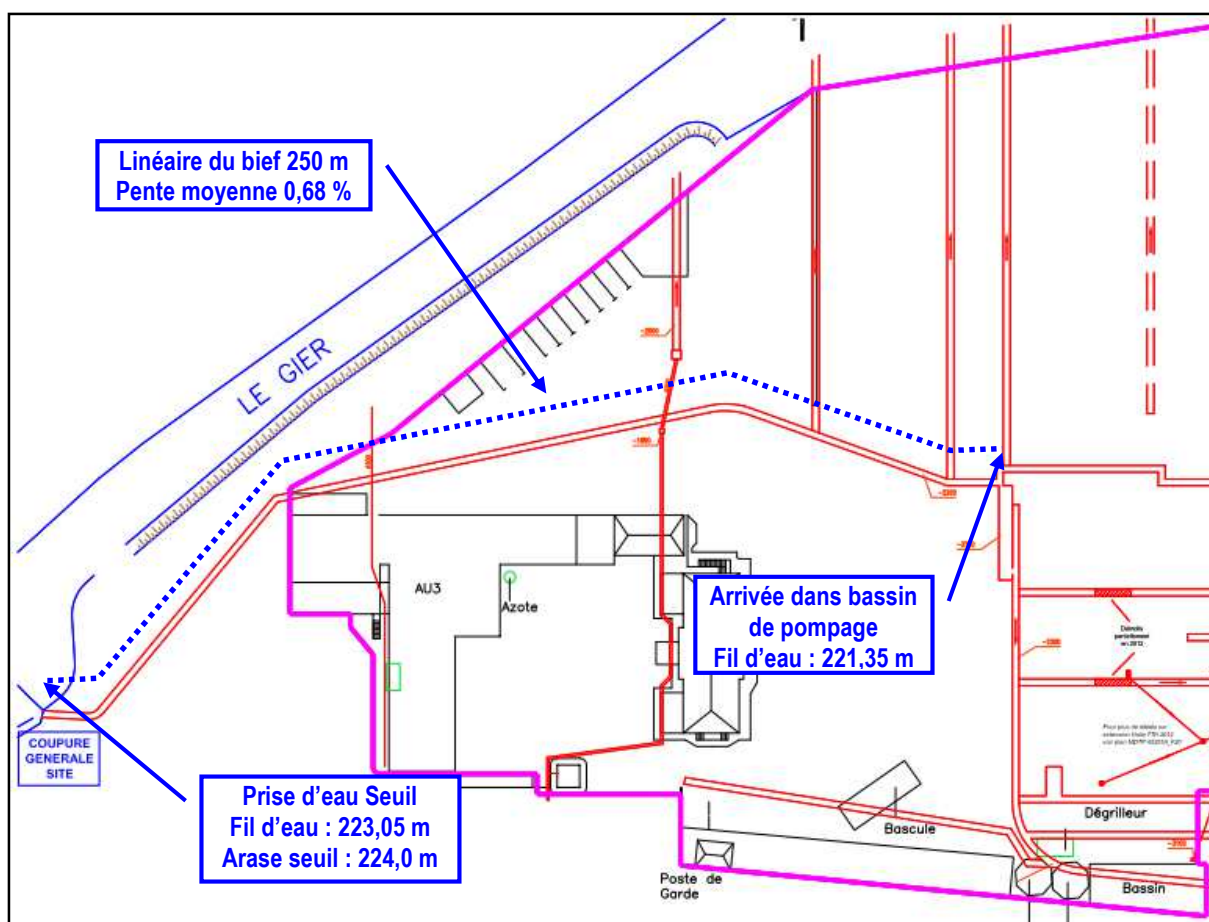 Linéaire du bief 250 m
Pente moyenne 0,68 %
LE GIER
AU3
Azote
Arrivée dans bassin
de pompage
Fil d'eau : 221,35 m
COUPURE
GENERALE
SITE
Prise d'eau Seuil
Fil d'eau : 223,05 m
Arase seuil : 224,0 m
Bascule
Dégrilleur
Poste de
Garde
Bassin